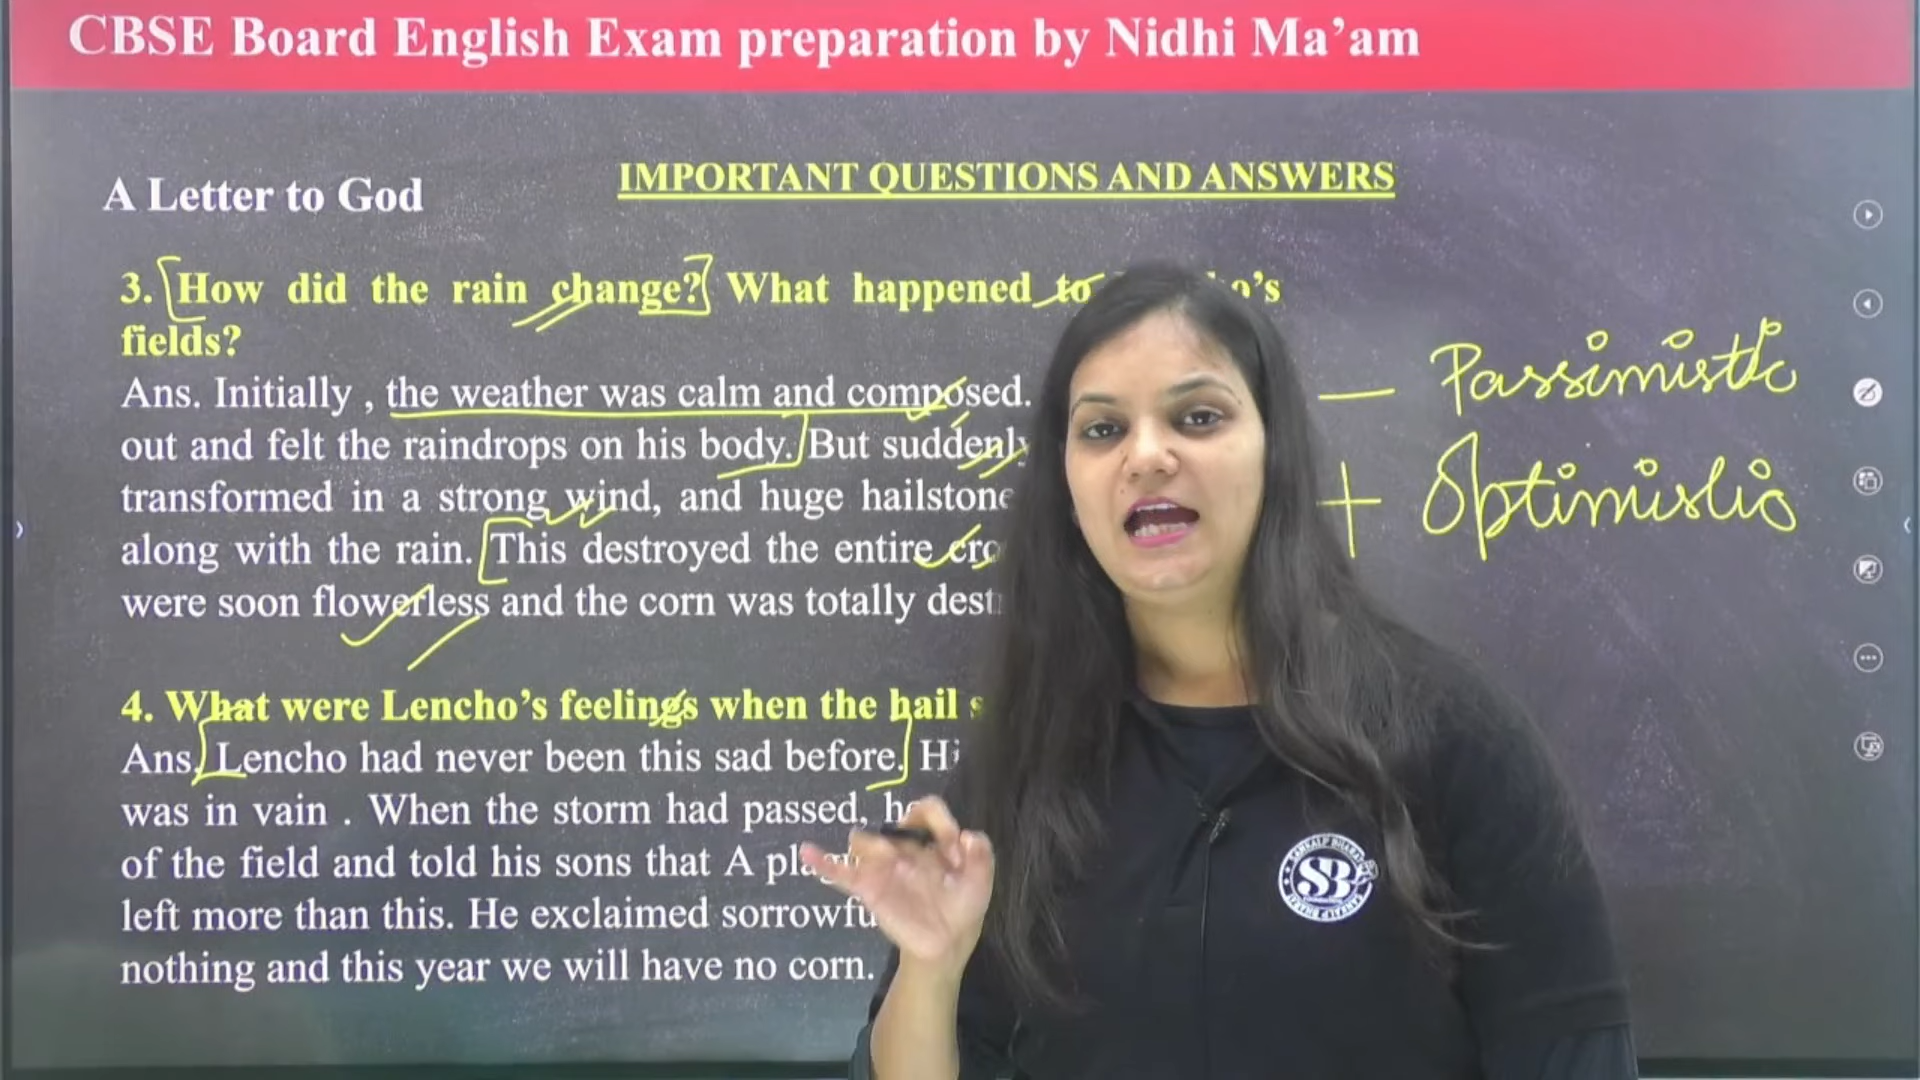 CBSE Board English Exam preparation by Nidhi Ma’am
IMPORTANT QUESTIONS AND ANSWERS
A Letter to God
3. How did the rain change? What happened to
fields?
Ans. Initially , the weather was calm and composed.
out and felt the raindrops on his body. But suddenly
transformed in a strong wind, and huge hailstone
along with the rain. This destroyed the entire
were soon flowerless and the corn was totally
4. What were Lencho’s feelings when the hail
Ans. Lencho had never been this sad before.
was in vain . When the storm had passed,
of the field and told his sons that A
left more than this. He exclaimed
nothing and this year we will have no corn.
— Passimistic
+ Optimistic
SB
SANKALP BHARAT